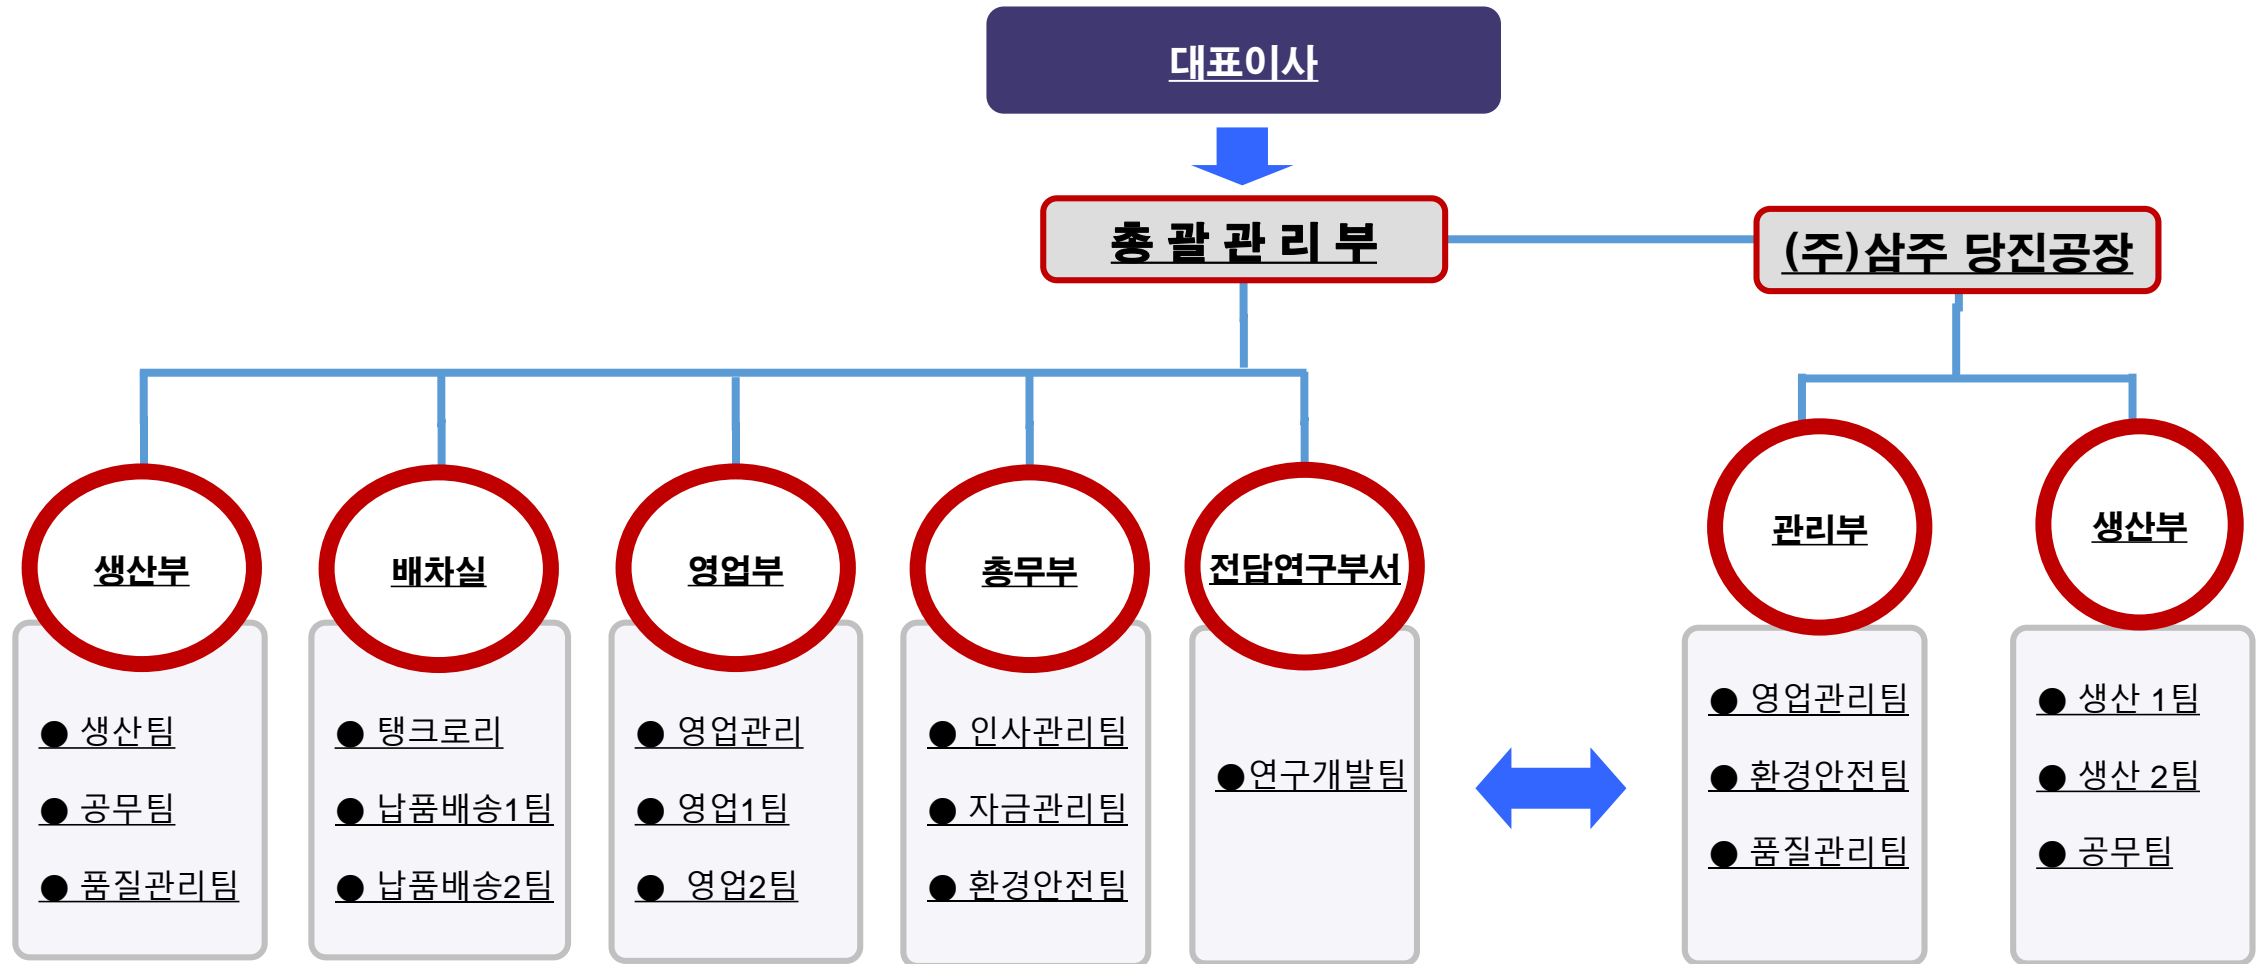 대표이사
총 괄 관 리 부
(주)삼주 당진공장
생산부
배차실
영업부
총무부
전담연구부서
관리부
생산부
● 생산팀
● 공무팀
● 품질관리팀
● 탱크로리
● 납품배송1팀
● 납품배송2팀
● 영업관리
● 영업1팀
● 영업2팀
● 인사관리팀
● 자금관리팀
● 환경안전팀
●연구개발팀
● 영업관리팀
● 환경안전팀
● 품질관리팀
● 생산 1팀
● 생산 2팀
● 공무팀